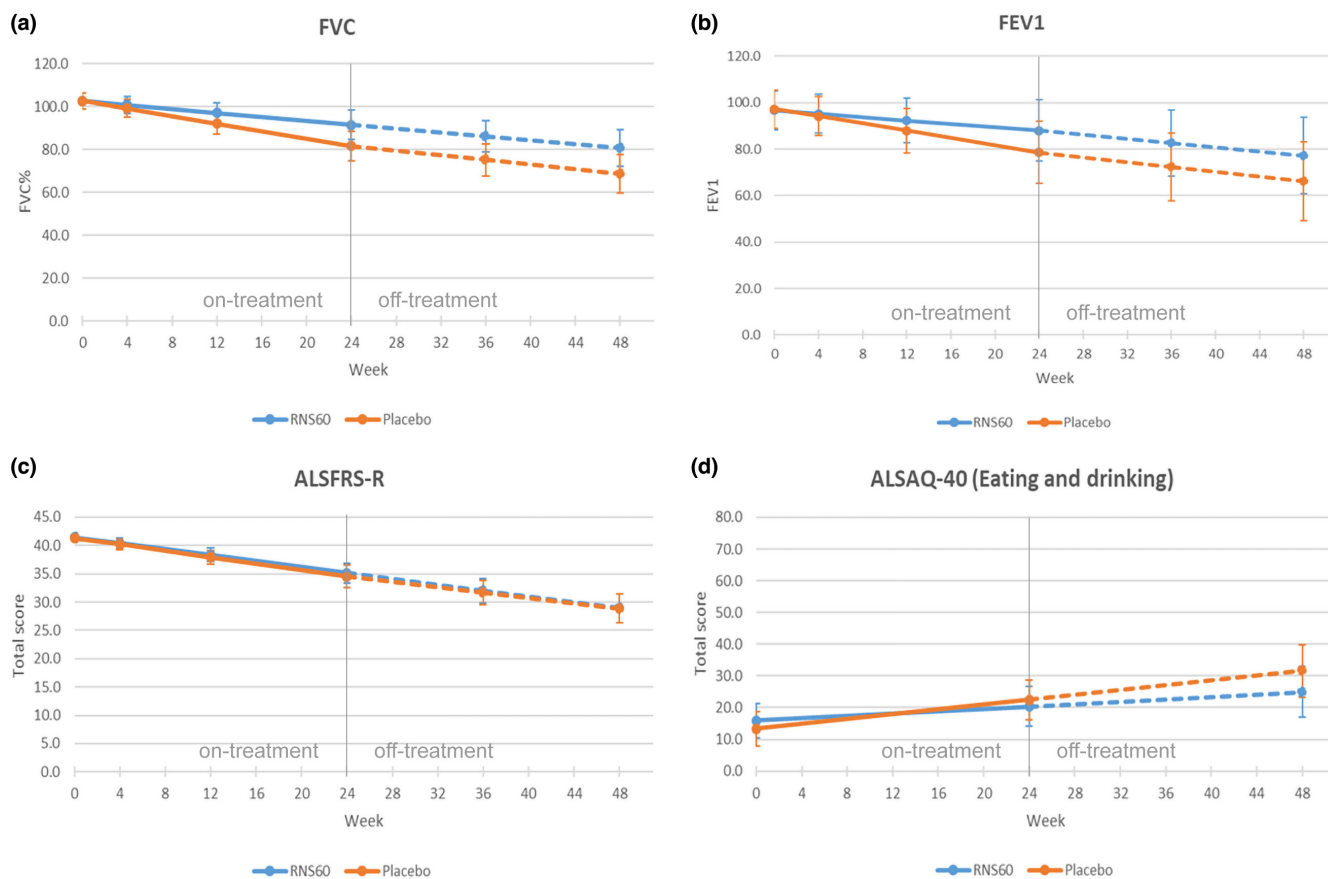 (a)
FVC
120.0
100.0
80.0
60.0
40.0
20.0
0.0
FVC%
on-treatment off-treatment
0 4 8 12 16 20 24 28 32 36 40 44 48
Week
RNS60 Placebo
(b)
FEV1
120.0
100.0
80.0
60.0
40.0
20.0
0.0
FEV1
on-treatment off-treatment
0 4 8 12 16 20 24 28 32 36 40 44 48
Week
RNS60 Placebo
(c)
ALSFRS-R
45.0
40.0
35.0
30.0
25.0
20.0
15.0
10.0
5.0
0.0
Total score
on-treatment off-treatment
0 4 8 12 16 20 24 28 32 36 40 44 48
Week
RNS60 Placebo
(d)
ALSAQ-40 (Eating and drinking)
80.0
70.0
60.0
50.0
40.0
30.0
20.0
10.0
0.0
Total score
on-treatment off-treatment
0 4 8 12 16 20 24 28 32 36 40 44 48
Week
RNS60 Placebo